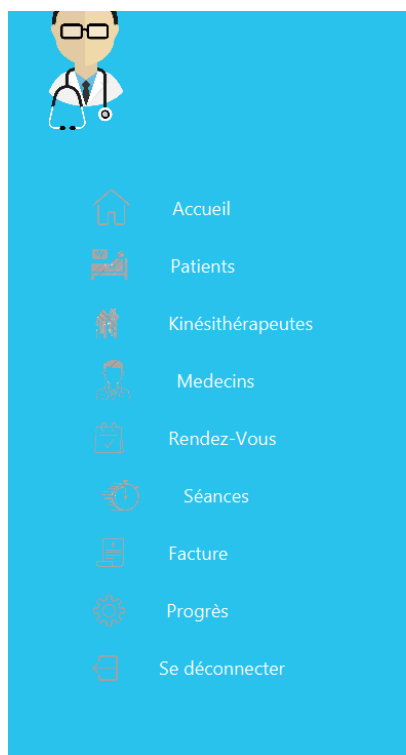 Accueil
Patients
Kinésithérapeutes
Medecins
Rendez-Vous
Séances
Facture
Progrès
Se déconnecter